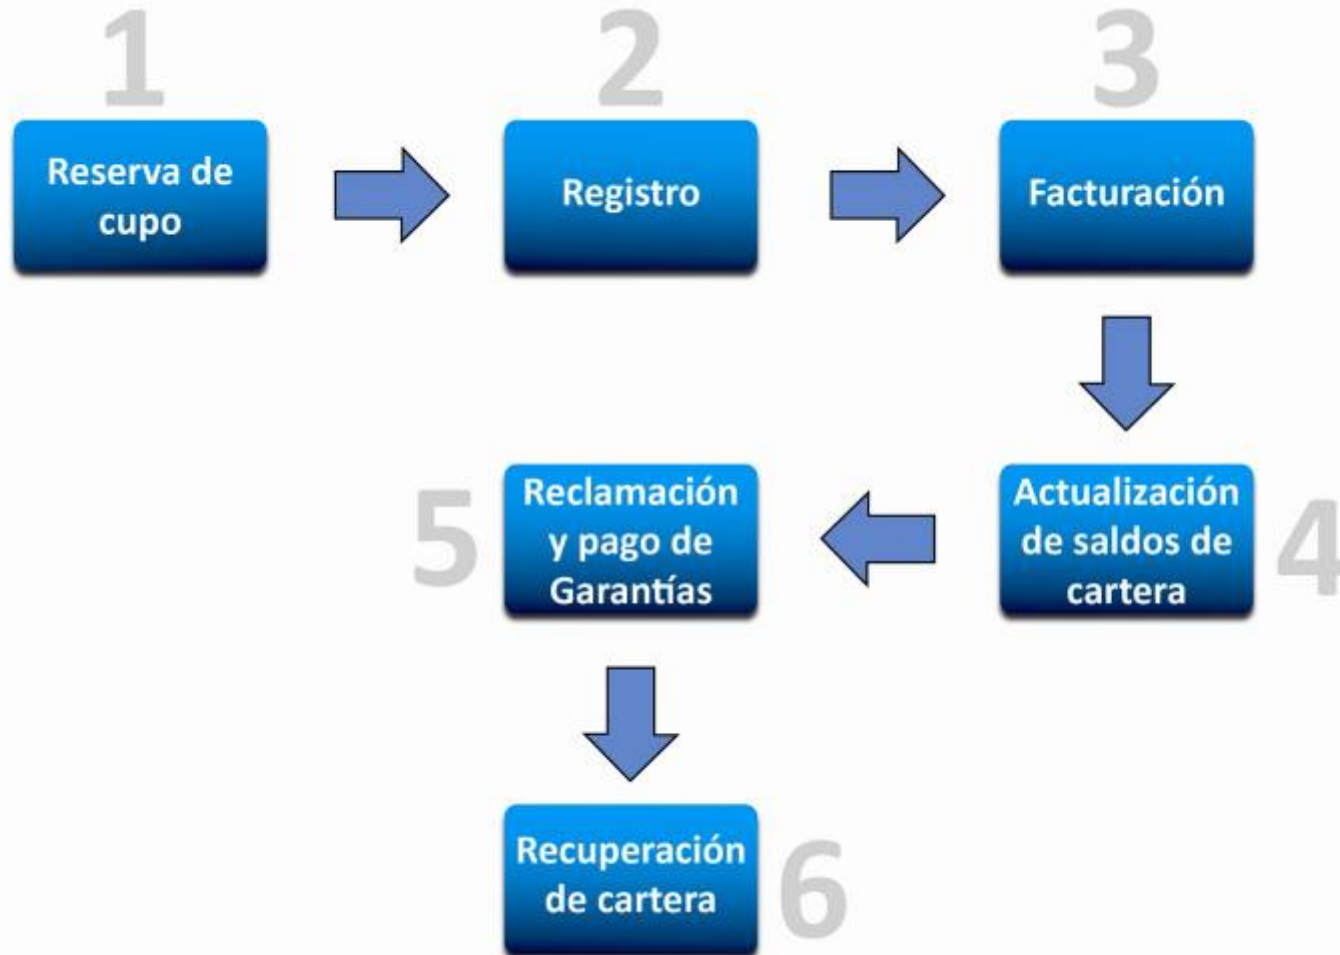 1
Reserva de
cupo
2
Registro
3
Facturación
4
Actualización
de saldos de
cartera
5
Reclamación
y pago de
Garantías
6
Recuperación
de cartera